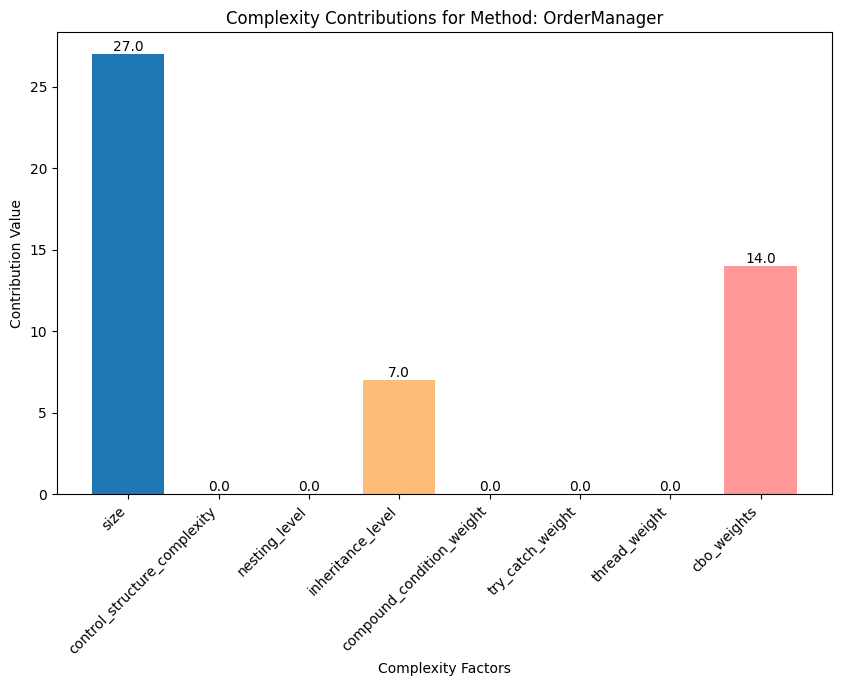 Complexity Contributions for Method: OrderManager
Contribution Value
25
20
15
10
5
0
27.0
0.0
0.0
7.0
0.0
0.0
0.0
14.0
size
control_structure_complexity
nesting_level
inheritance_level
compound_condition_weight
try_catch_weight
thread_weight
cbo_weights
Complexity Factors